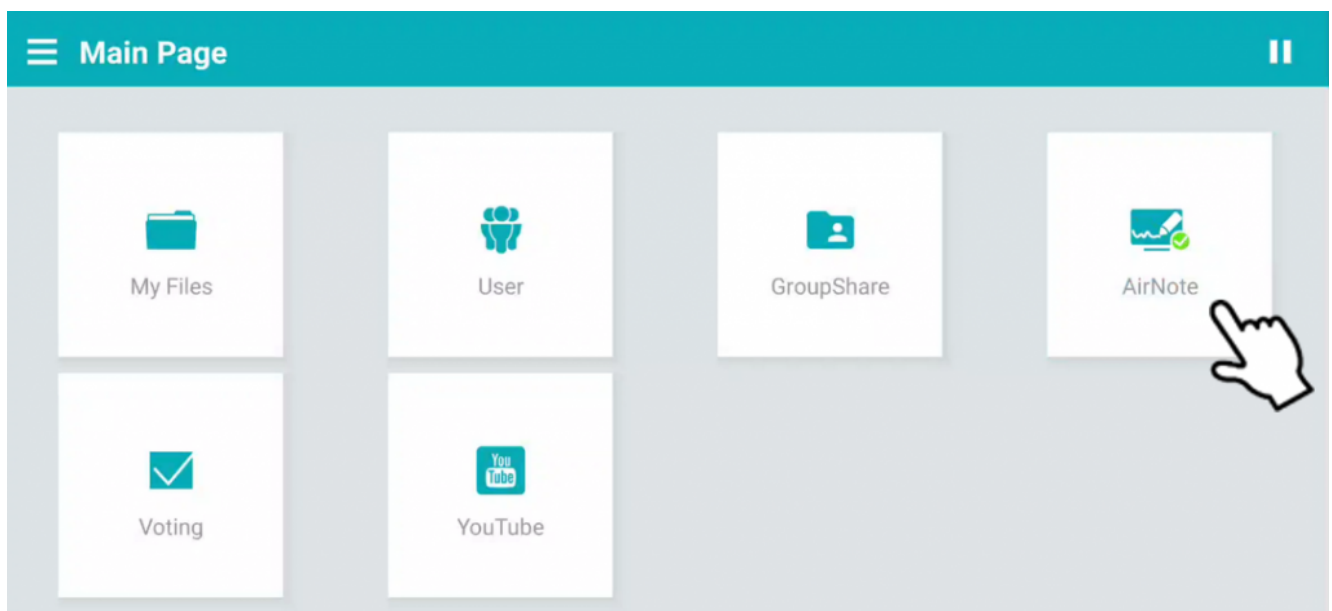 Main Page
My Files
User
GroupShare
AirNote
Voting
You
Tube
YouTube